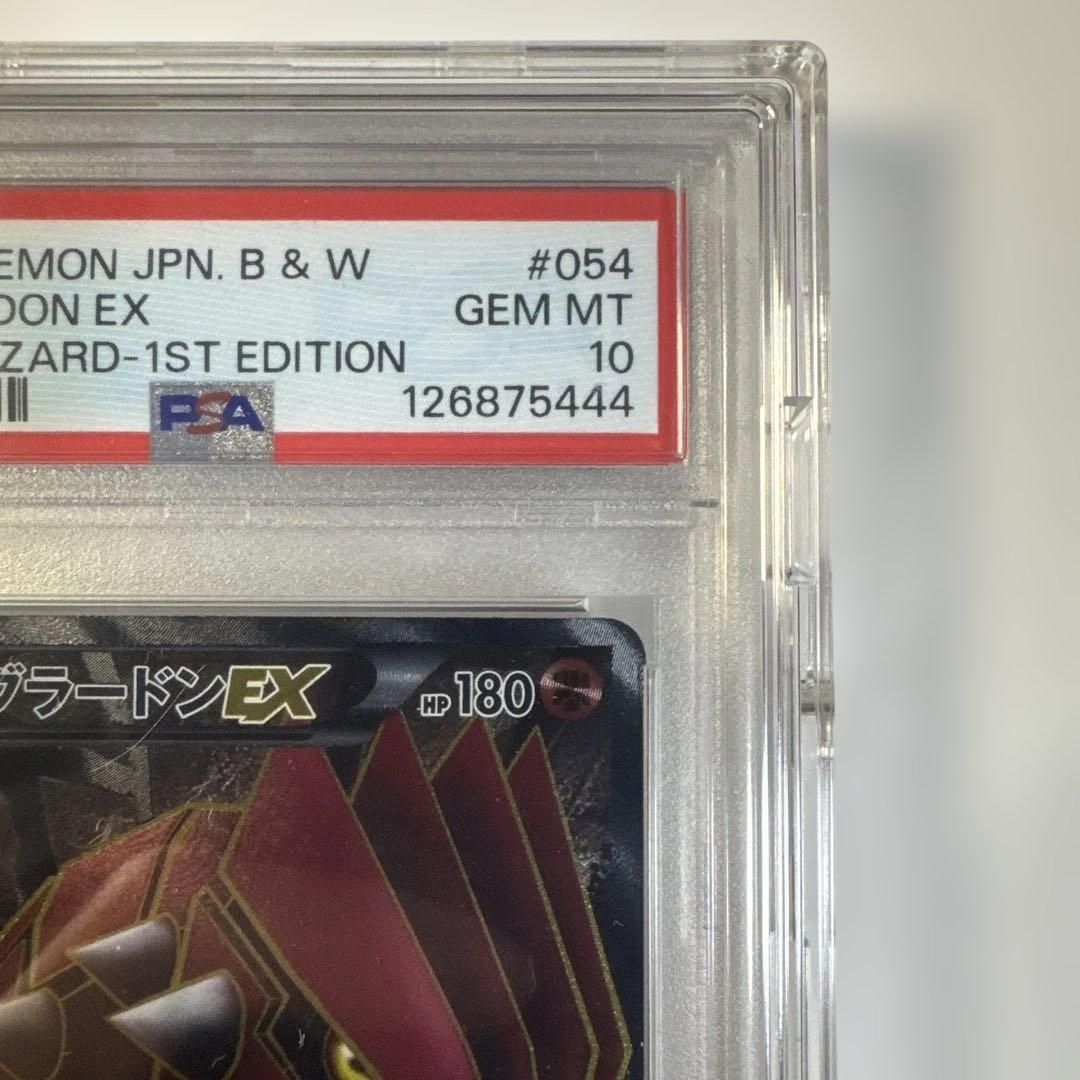 EMON JPN. B & W #054
DON EX GEM MT
ZARD-1ST EDITION 10
PSA 126875444
グラードンEX HP180